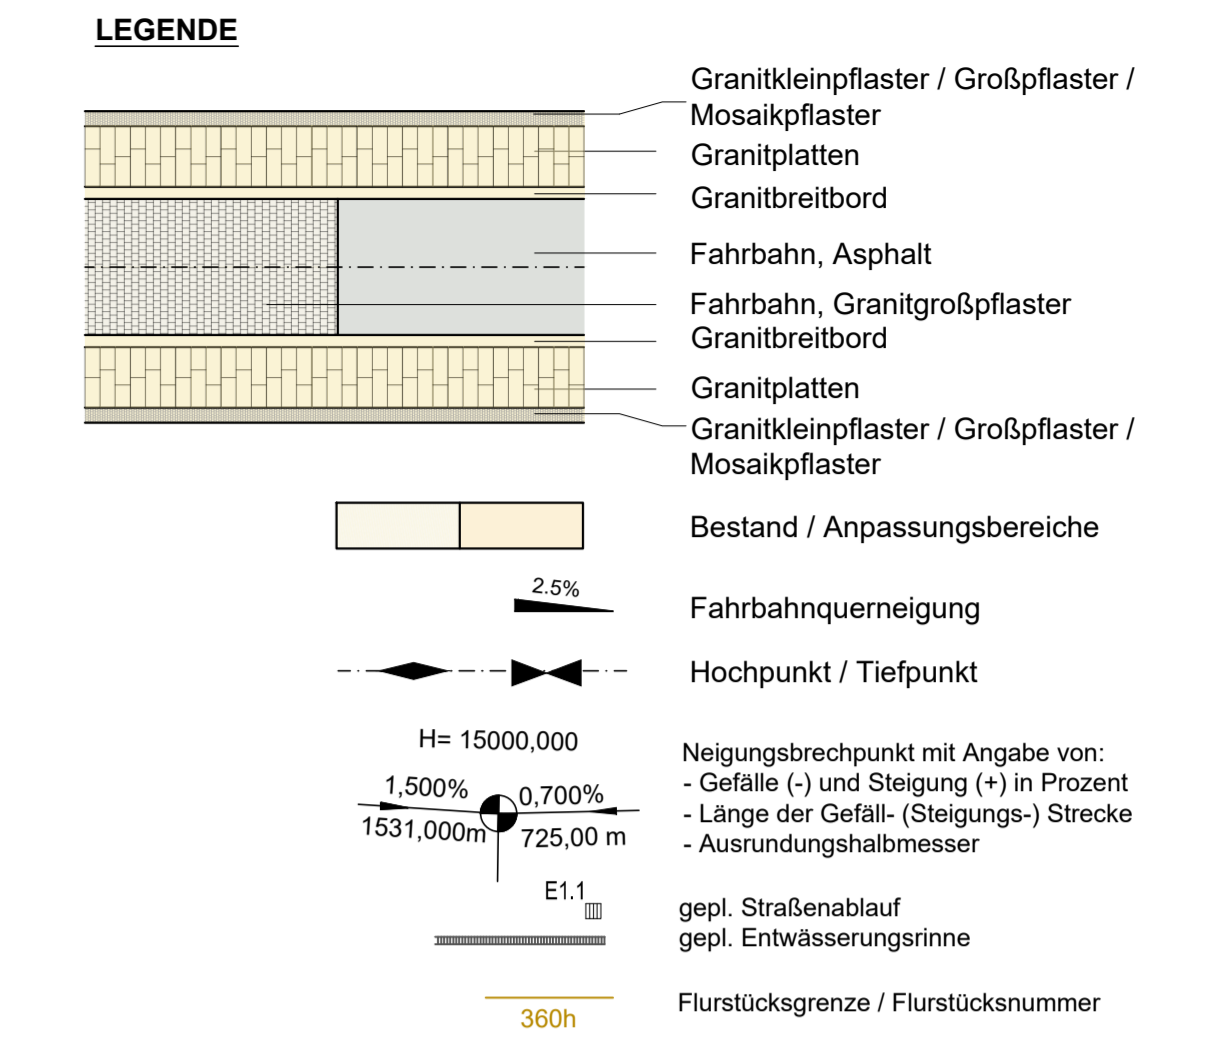 LEGENDE
Granitkleinpflaster / Großpflaster /
Mosaikpflaster
Granitplatten
Granitbreitbord
Fahrbahn, Asphalt
Fahrbahn, Granitgroßpflaster
Granitbreitbord
Granitplatten
Granitkleinpflaster / Großpflaster /
Mosaikpflaster
Bestand / Anpassungsbereiche
2.5%
Fahrbahnquerneigung
Hochpunkt / Tiefpunkt
H= 15000,000
1,500%
0,700%
1531,000m
725,00 m
Neigungsbrechpunkt mit Angabe von:
- Gefälle (-) und Steigung (+) in Prozent
- Länge der Gefäll- (Steigungs-) Strecke
- Ausrundungshalbmesser
E1.1
gepl. Straßenablauf
gepl. Entwässerungsrinne
360h
Flurstücksgrenze / Flurstücksnummer